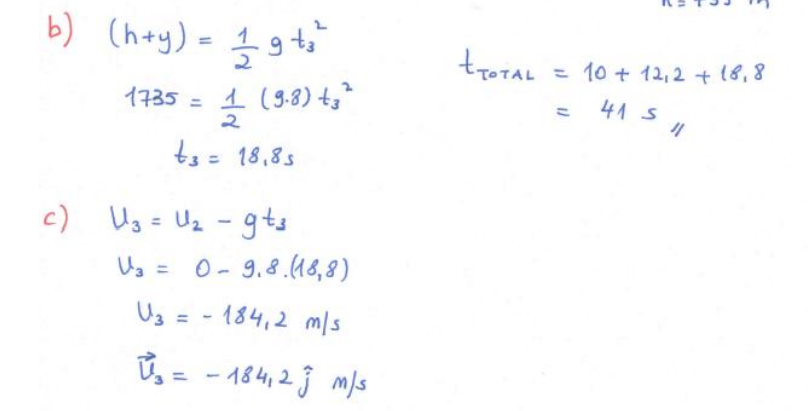 b) (h+y) = 1/2 g t₃²
1735 = 1/2 (9.8) t₃²
t₃ = 18,8s
t_TOTAL = 10 + 12,2 + 18,8
= 41 s //
c) U₃ = U₂ - gt₃
U₃ = 0 - 9.8.(18,8)
U₃ = - 184,2 m/s
U⃗₃ = - 184,2 ĵ m/s